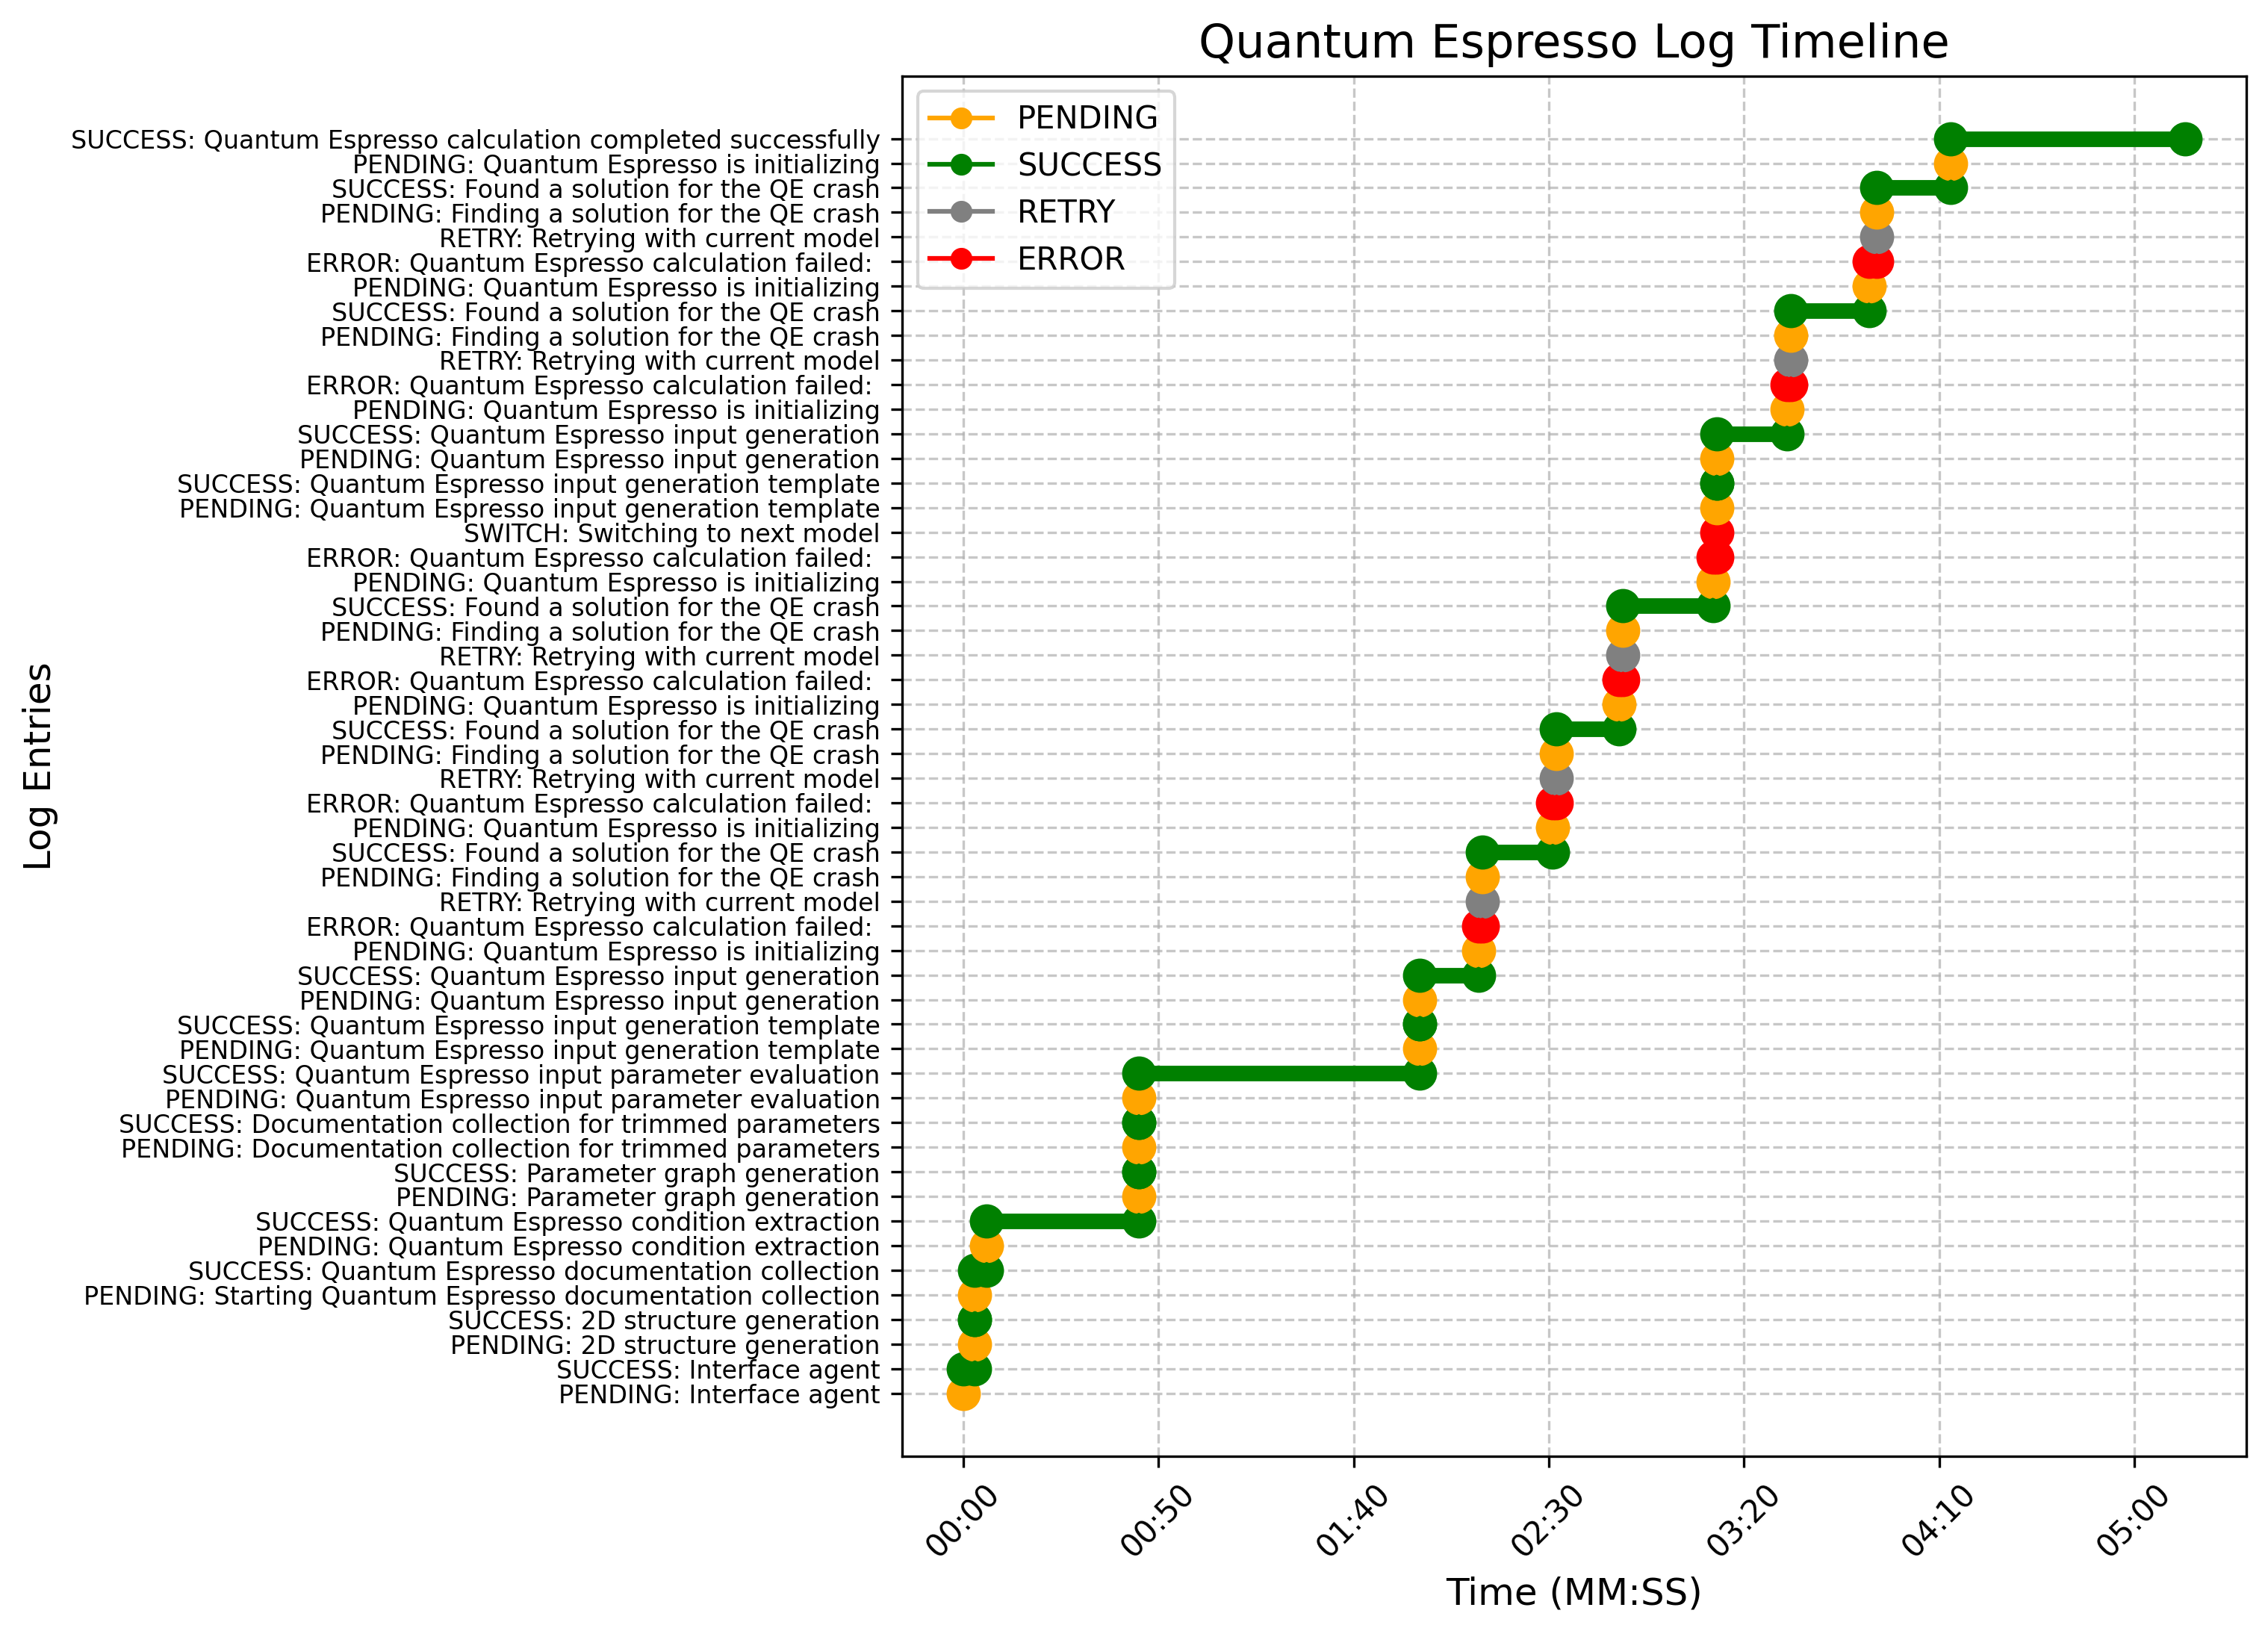 Quantum Espresso Log Timeline
PENDING
SUCCESS
RETRY
ERROR
SUCCESS: Quantum Espresso calculation completed successfully
PENDING: Quantum Espresso is initializing
SUCCESS: Found a solution for the QE crash
PENDING: Finding a solution for the QE crash
RETRY: Retrying with current model
ERROR: Quantum Espresso calculation failed:
PENDING: Quantum Espresso is initializing
SUCCESS: Found a solution for the QE crash
PENDING: Finding a solution for the QE crash
RETRY: Retrying with current model
ERROR: Quantum Espresso calculation failed:
PENDING: Quantum Espresso is initializing
SUCCESS: Quantum Espresso input generation
PENDING: Quantum Espresso input generation
SUCCESS: Quantum Espresso input generation template
PENDING: Quantum Espresso input generation template
SWITCH: Switching to next model
ERROR: Quantum Espresso calculation failed:
PENDING: Quantum Espresso is initializing
SUCCESS: Found a solution for the QE crash
PENDING: Finding a solution for the QE crash
RETRY: Retrying with current model
ERROR: Quantum Espresso calculation failed:
PENDING: Quantum Espresso is initializing
SUCCESS: Found a solution for the QE crash
PENDING: Finding a solution for the QE crash
RETRY: Retrying with current model
ERROR: Quantum Espresso calculation failed:
PENDING: Quantum Espresso is initializing
SUCCESS: Found a solution for the QE crash
PENDING: Finding a solution for the QE crash
RETRY: Retrying with current model
ERROR: Quantum Espresso calculation failed:
PENDING: Quantum Espresso is initializing
SUCCESS: Quantum Espresso input generation
PENDING: Quantum Espresso input generation
SUCCESS: Quantum Espresso input generation template
PENDING: Quantum Espresso input generation template
SUCCESS: Quantum Espresso input parameter evaluation
PENDING: Quantum Espresso input parameter evaluation
SUCCESS: Documentation collection for trimmed parameters
PENDING: Documentation collection for trimmed parameters
SUCCESS: Parameter graph generation
PENDING: Parameter graph generation
SUCCESS: Quantum Espresso condition extraction
PENDING: Quantum Espresso condition extraction
SUCCESS: Quantum Espresso documentation collection
PENDING: Starting Quantum Espresso documentation collection
SUCCESS: 2D structure generation
PENDING: 2D structure generation
SUCCESS: Interface agent
PENDING: Interface agent
Log Entries
00:00
00:50
01:40
02:30
03:20
04:10
05:00
Time (MM:SS)